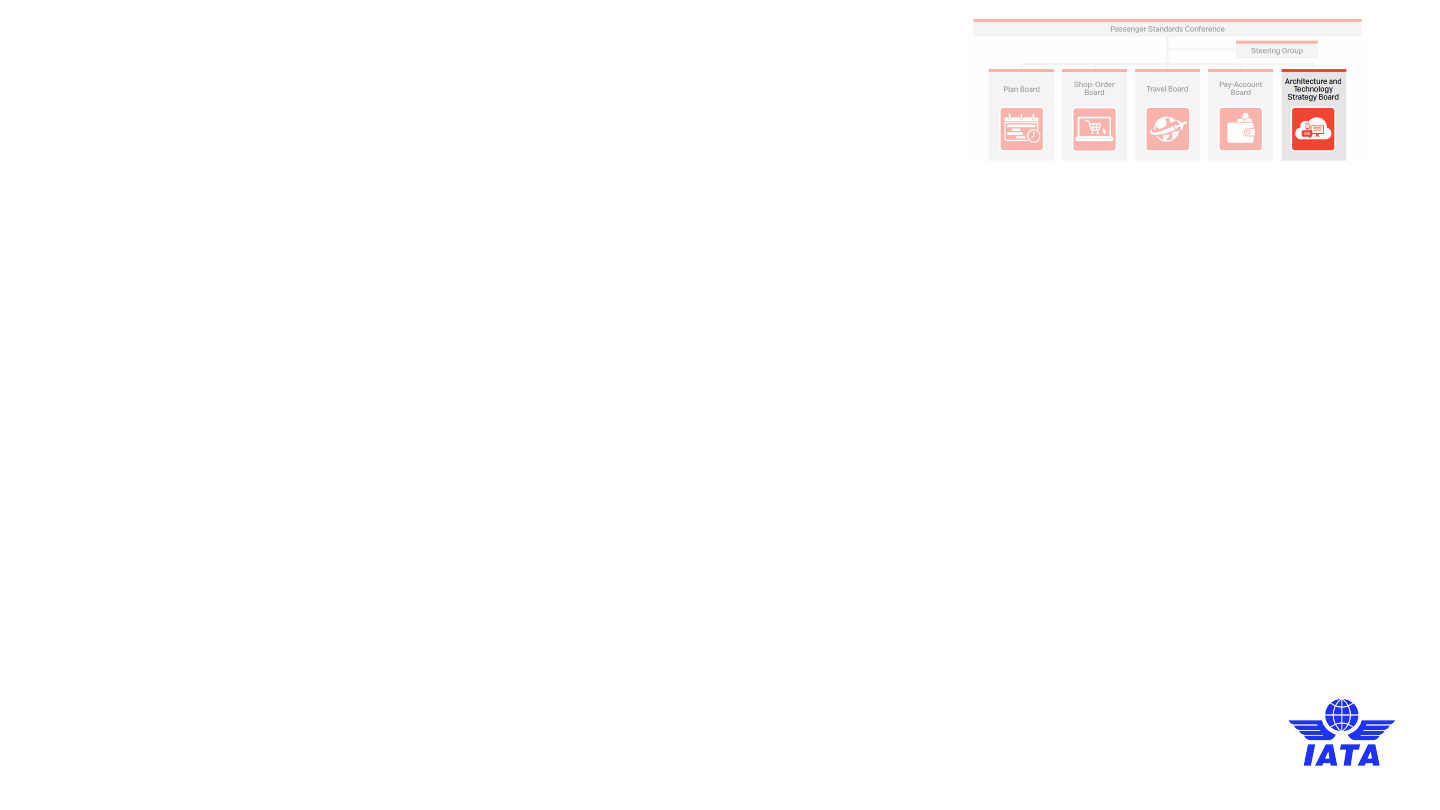 Passenger Standards Conference
Steering Group
Plan Board
Shop-Order
Board
Travel Board
Pay-Account
Board
Architecture and
Technology
Strategy Board
IATA